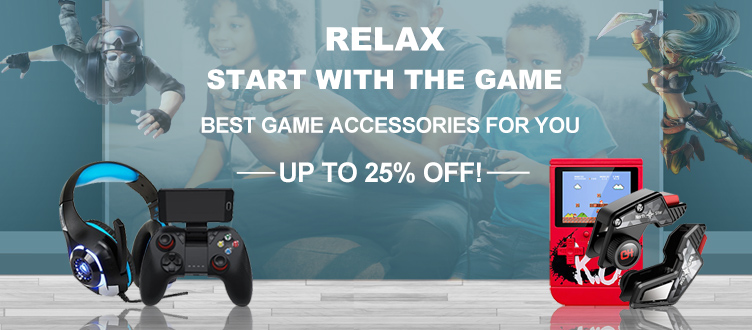 RELAX
START WITH THE GAME
BEST GAME ACCESSORIES FOR YOU
UP TO 25% OFF!